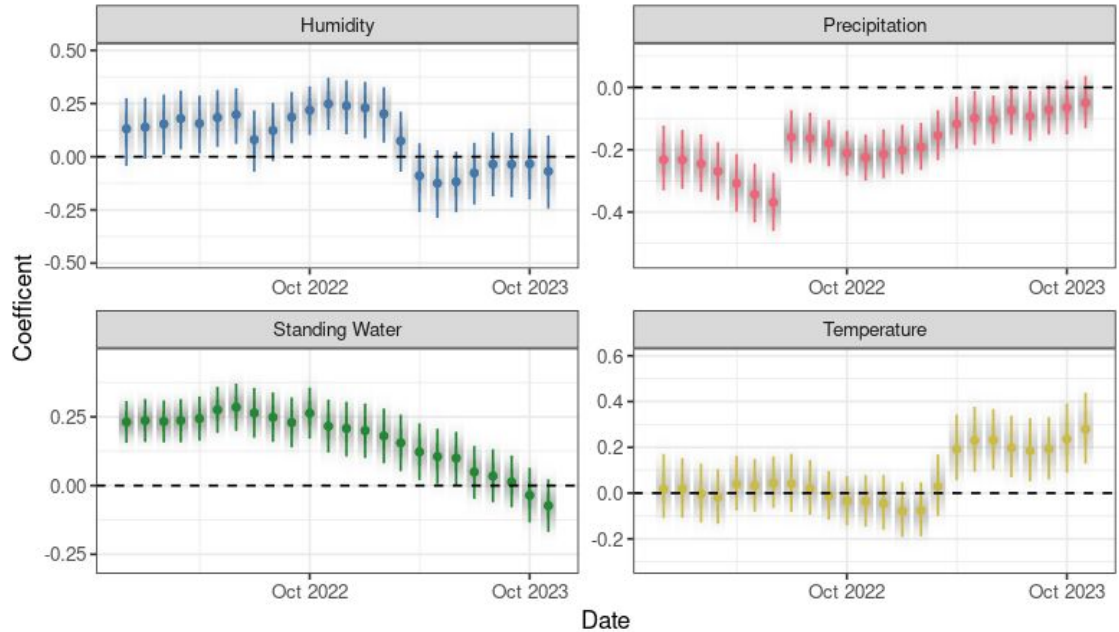 Humidity
Precipitation
0.50
0.25
0.00
-0.25
-0.50
0.0
-0.2
-0.4
Oct 2022
Oct 2023
Oct 2022
Oct 2023
Coefficent
Standing Water
Temperature
0.25
0.00
-0.25
0.6
0.4
0.2
0.0
-0.2
Oct 2022
Oct 2023
Oct 2022
Oct 2023
Date